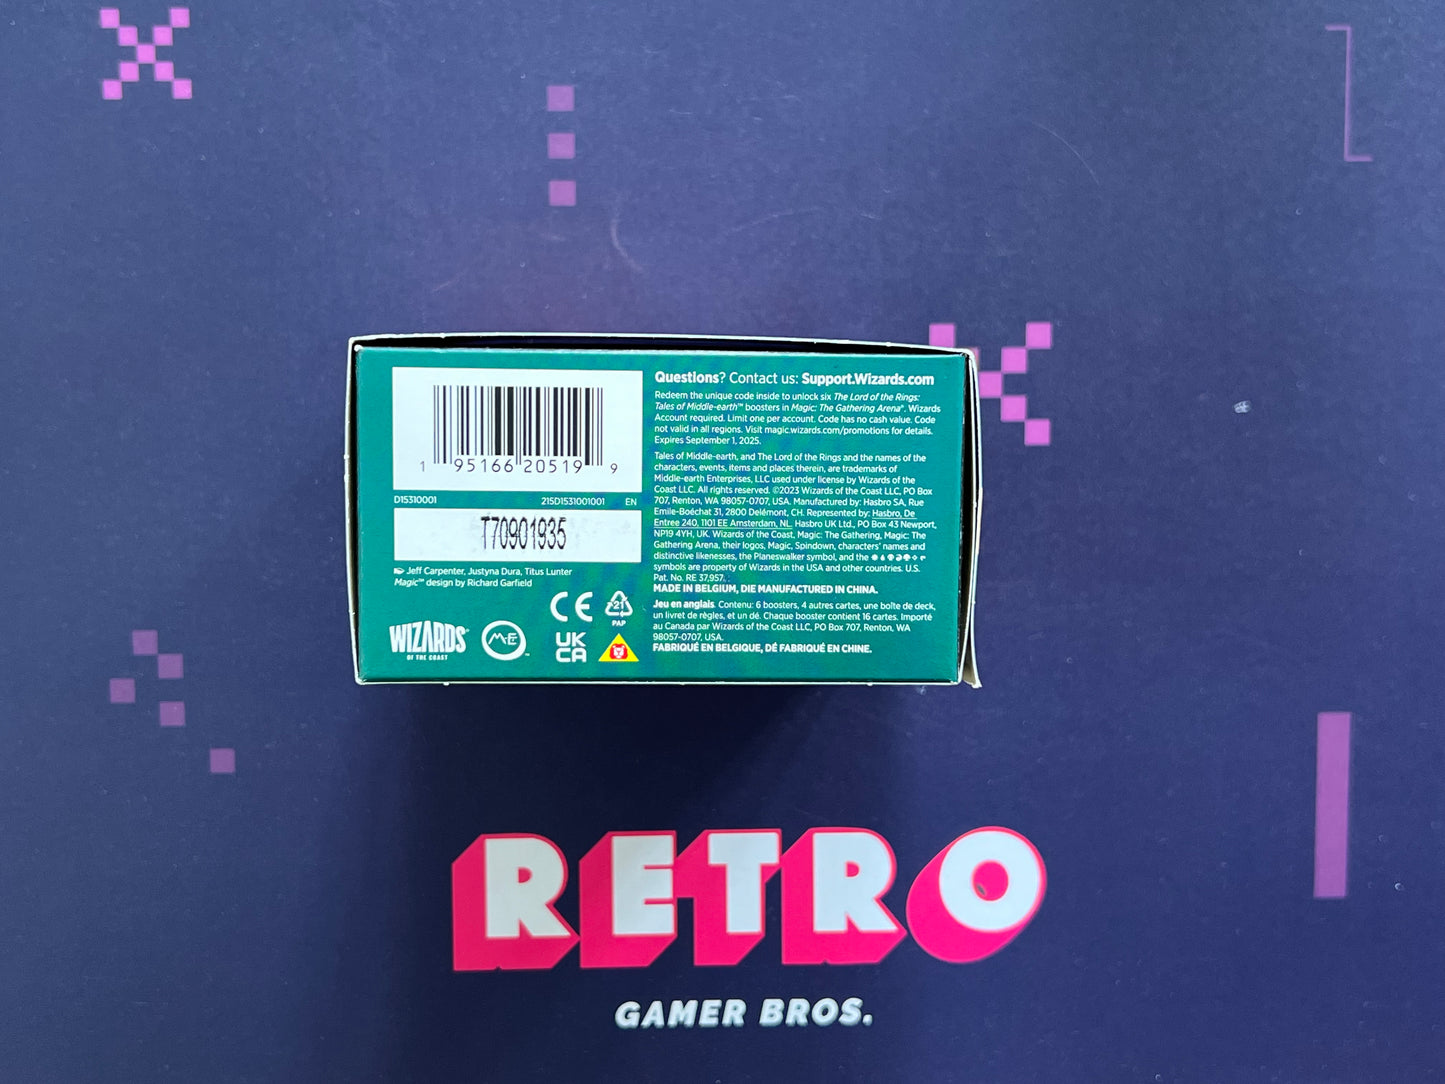 1 95166 20519 9
D15310001 215D1531001001 EN
T70901935
Jeff Carpenter, Justyna Dura, Titus Lunter
Magic™ design by Richard Garfield
CE
21
PAP
WIZARDS
OF THE COAST
ME™
UK
CA
Questions? Contact us: Support.Wizards.com
Redeem the unique code inside to unlock six The Lord of the Rings:
Tales of Middle-earth™ boosters in Magic: The Gathering Arena®. Wizards
Account required. Limit one per account. Code has no cash value. Code
not valid in all regions. Visit magic.wizards.com/promotions for details.
Expires September 1, 2025.
Tales of Middle-earth, and The Lord of the Rings and the names of the
characters, events, items and places therein, are trademarks of
Middle-earth Enterprises, LLC used under license by Wizards of the
Coast LLC. All rights reserved. ©2023 Wizards of the Coast LLC, PO Box
707, Renton, WA 98057-0707, USA. Manufactured by: Hasbro SA, Rue
Emile-Boéchat 31, 2800 Delémont, CH. Represented by: Hasbro, De
Entree 240, 1101 EE Amsterdam, NL. Hasbro UK Ltd., PO Box 43 Newport,
NP19 4YH, UK. Wizards of the Coast, Magic: The Gathering, Magic: The
Gathering Arena, their logos, Magic, Spindown, characters' names and
distinctive likenesses, the Planeswalker symbol, and the
symbols are property of Wizards in the USA and other countries. U.S.
Pat. No. RE 37,957.
MADE IN BELGIUM, DIE MANUFACTURED IN CHINA.
Jeu en anglais. Contenu: 6 boosters, 4 autres cartes, une boîte de deck,
un livret de règles, et un dé. Chaque booster contient 16 cartes. Importé
au Canada par Wizards of the Coast LLC, PO Box 707, Renton, WA
98057-0707, USA.
FABRIQUÉ EN BELGIQUE, DÉ FABRIQUÉ EN CHINE.
RETRO
GAMER BROS.